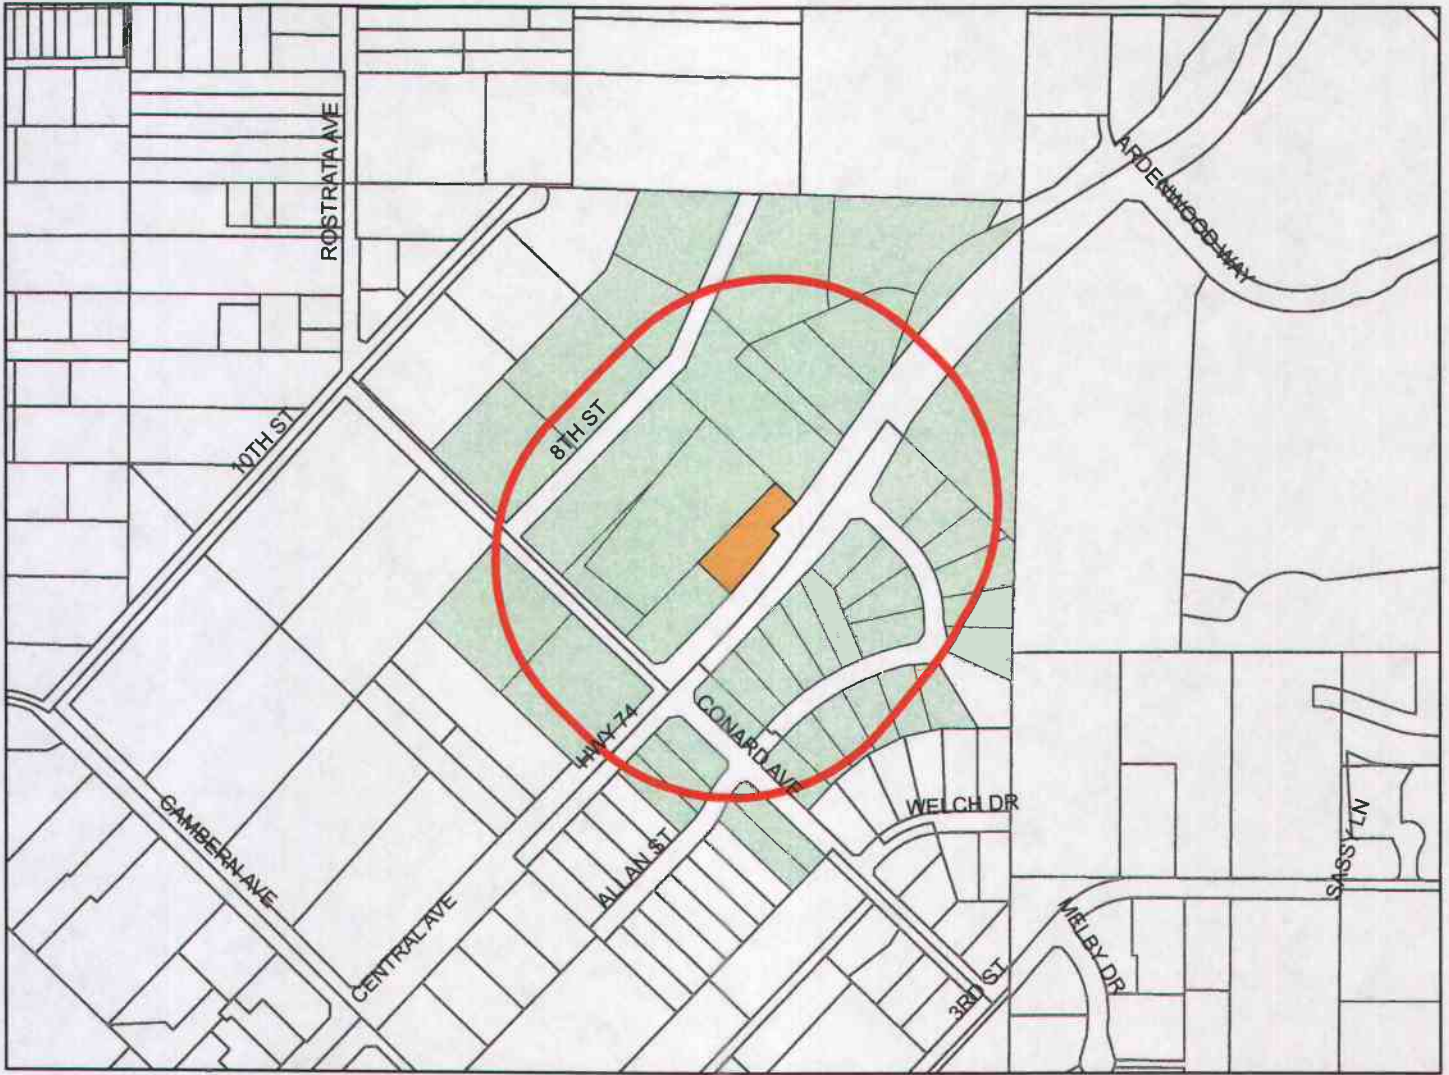 ROSTRATA AVE
ARDENWOOD WAY
10TH ST
8TH ST
HWY 74
CONARD AVE
WELCH DR
CAMBERN AVE
ALLAN ST
SASSY LN
CENTRAL AVE
MELBY DR
3RD ST